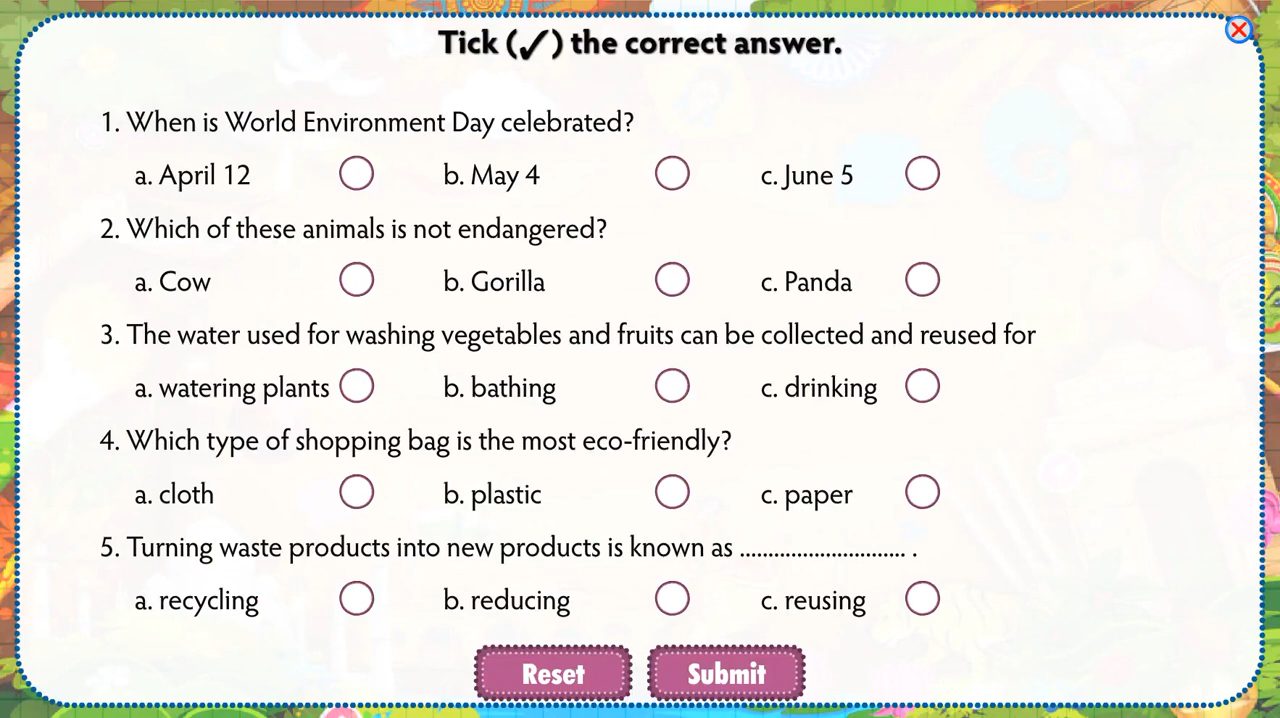 Tick (✓) the correct answer.
1. When is World Environment Day celebrated?
a. April 12 b. May 4 c. June 5
2. Which of these animals is not endangered?
a. Cow b. Gorilla c. Panda
3. The water used for washing vegetables and fruits can be collected and reused for
a. watering plants b. bathing c. drinking
4. Which type of shopping bag is the most eco-friendly?
a. cloth b. plastic c. paper
5. Turning waste products into new products is known as ............................. .
a. recycling b. reducing c. reusing
Reset Submit